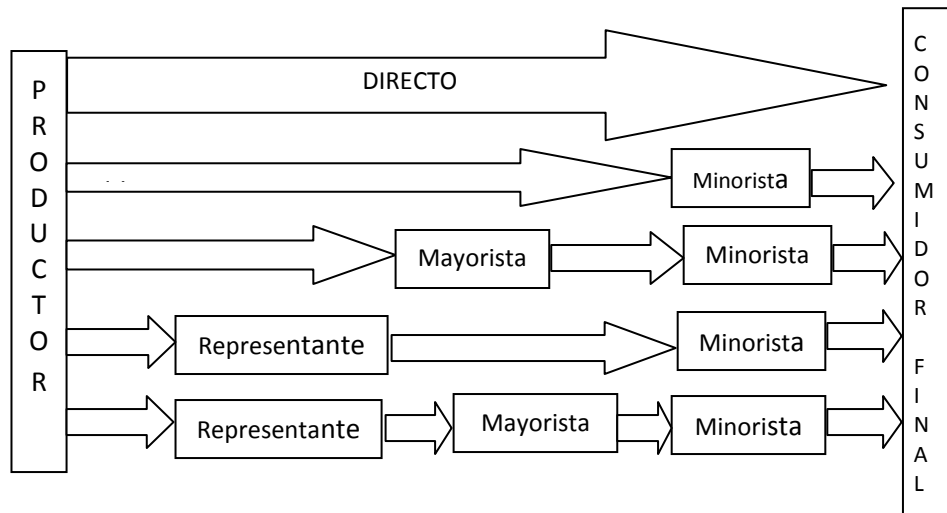 PRODUCTOR
DIRECTO
Minorista
Mayorista
Minorista
Representante
Minorista
Representante
Mayorista
Minorista
CONSUMIDOR FINAL